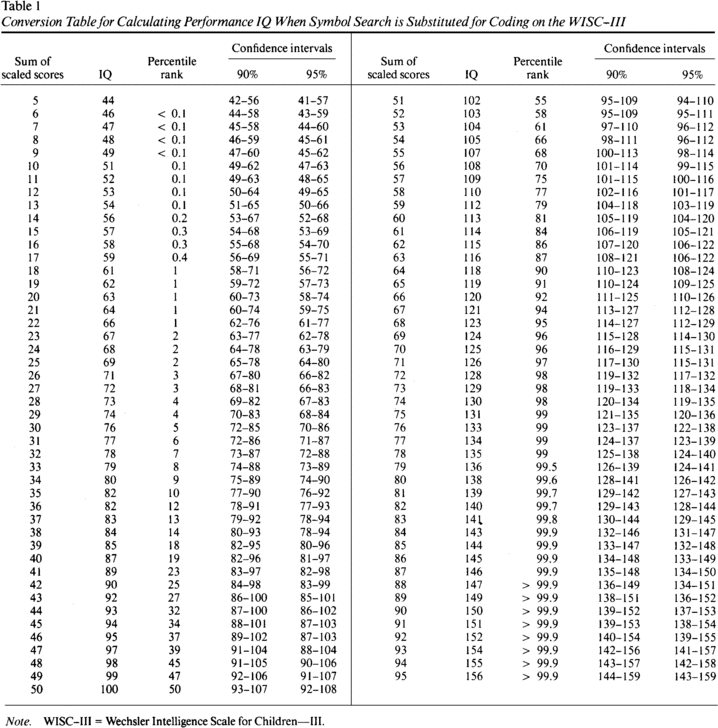 Table 1
Conversion Table for Calculating Performance IQ When Symbol Search is Substituted for Coding on the WISC–III
Confidence intervals
Sum of scaled scores IQ Percentile rank 90% 95%
5 44 42–56 41–57
6 46 < 0.1 44–58 43–59
7 47 < 0.1 45–58 44–60
8 48 < 0.1 46–59 45–61
9 49 < 0.1 47–60 45–62
10 51 0.1 49–62 47–63
11 52 0.1 49–63 48–65
12 53 0.1 50–64 49–65
13 54 0.1 51–65 50–66
14 56 0.2 53–67 52–68
15 57 0.3 54–68 53–69
16 58 0.3 55–68 54–70
17 59 0.4 56–69 55–71
18 61 1 58–71 56–72
19 62 1 59–72 57–73
20 63 1 60–73 58–74
21 64 1 60–74 59–75
22 66 1 62–76 61–77
23 67 2 63–77 62–78
24 68 2 64–78 63–79
25 69 2 65–78 64–80
26 71 3 67–80 66–82
27 72 3 68–81 66–83
28 73 4 69–82 67–83
29 74 4 70–83 68–84
30 76 5 72–85 70–86
31 77 6 72–86 71–87
32 78 7 73–87 72–88
33 79 8 74–88 73–89
34 80 9 75–89 74–90
35 82 10 77–90 76–92
36 82 12 78–91 77–93
37 83 13 79–92 78–94
38 84 14 80–93 78–94
39 85 18 82–95 80–96
40 87 19 82–96 81–97
41 89 23 83–97 82–98
42 90 25 84–98 83–99
43 92 27 86–100 85–101
44 93 32 87–100 86–102
45 94 34 88–101 87–103
46 95 37 89–102 87–103
47 97 39 91–104 88–104
48 98 45 91–105 90–106
49 99 47 92–106 91–107
50 100 50 93–107 92–108
Confidence intervals
Sum of scaled scores IQ Percentile rank 90% 95%
51 102 55 95–109 94–110
52 103 58 95–109 95–111
53 104 61 97–110 96–112
54 105 66 98–111 96–112
55 107 68 100–113 98–114
56 108 70 101–114 99–115
57 109 75 101–115 100–116
58 110 77 102–116 101–117
59 112 79 104–118 103–119
60 113 81 105–119 104–120
61 114 84 106–119 105–121
62 115 86 107–120 106–122
63 116 87 108–121 106–122
64 118 90 110–123 108–124
65 119 91 110–124 109–125
66 120 92 111–125 110–126
67 121 94 113–127 112–128
68 123 95 114–127 112–129
69 124 96 115–128 114–130
70 125 96 116–129 115–131
71 126 97 117–130 115–131
72 128 98 119–132 117–132
73 129 98 119–133 118–134
74 130 98 120–134 119–135
75 131 99 121–135 120–136
76 133 99 123–137 122–138
77 134 99 124–137 123–139
78 135 99 125–138 124–140
79 136 99.5 126–139 124–141
80 138 99.6 128–141 126–142
81 139 99.7 129–142 127–143
82 140 99.7 129–143 128–144
83 141 99.8 130–144 129–145
84 143 99.9 132–146 131–147
85 144 99.9 133–147 132–148
86 145 99.9 134–148 133–149
87 146 99.9 135–148 134–150
88 147 > 99.9 136–149 134–151
89 149 > 99.9 138–151 136–152
90 150 > 99.9 139–152 137–153
91 151 > 99.9 139–153 138–154
92 152 > 99.9 140–154 139–155
93 154 > 99.9 142–156 141–157
94 155 > 99.9 143–157 142–158
95 156 > 99.9 144–159 143–159
Note. WISC–III = Wechsler Intelligence Scale for Children—III.